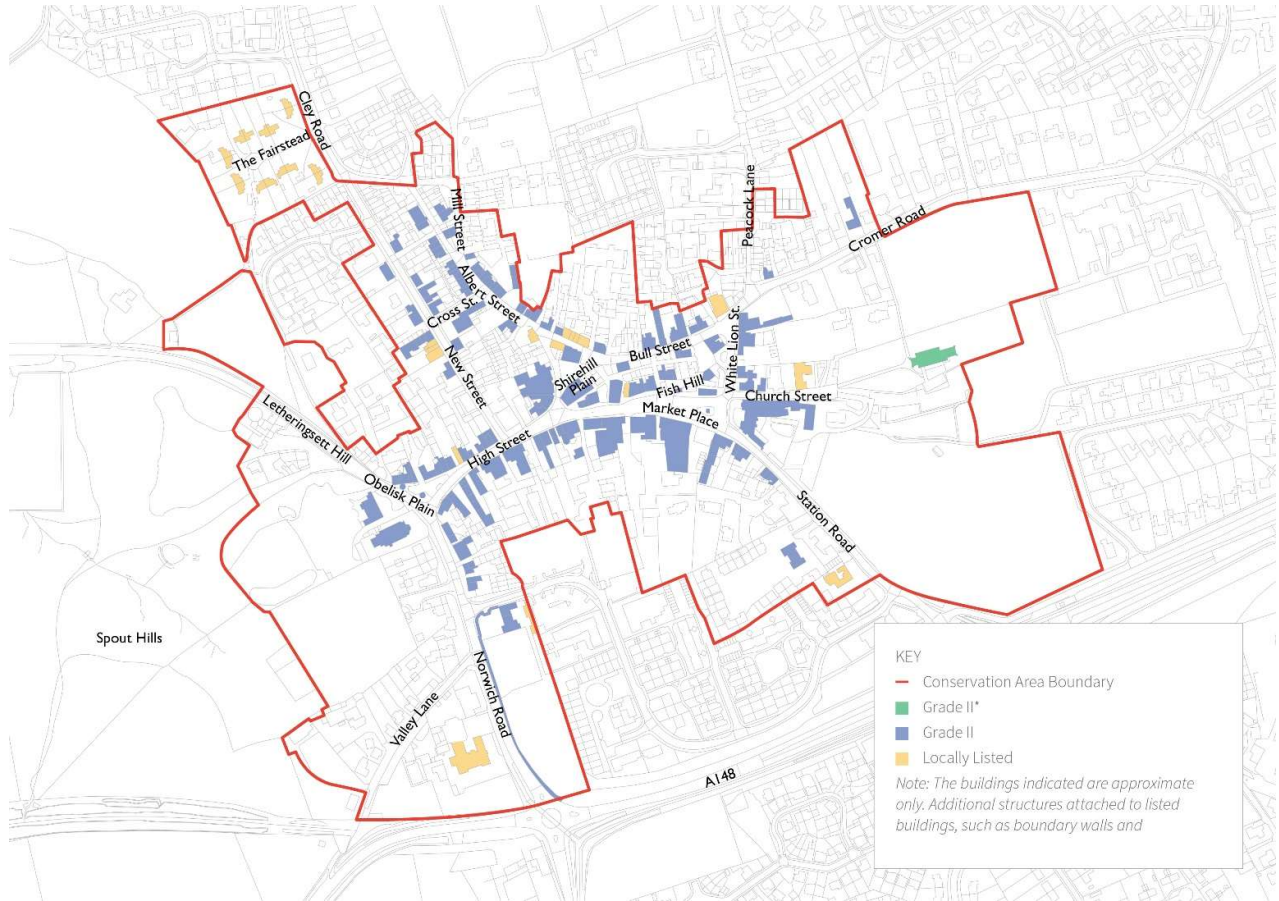 Cley Road
The Fairstead
Mill Street
Peacock Lane
Cromer Road
Albert Street
Cross St.
New Street
Shirehill
Plain
Bull Street
White Lion St.
Fish Hill
Church Street
Market Place
High Street
Letheringsett Hill
Obelisk Plain
Station Road
Spout Hills
Valley Lane
Norwich Road
A148
KEY
Conservation Area Boundary
Grade II*
Grade II
Locally Listed
Note: The buildings indicated are approximate
only. Additional structures attached to listed
buildings, such as boundary walls and